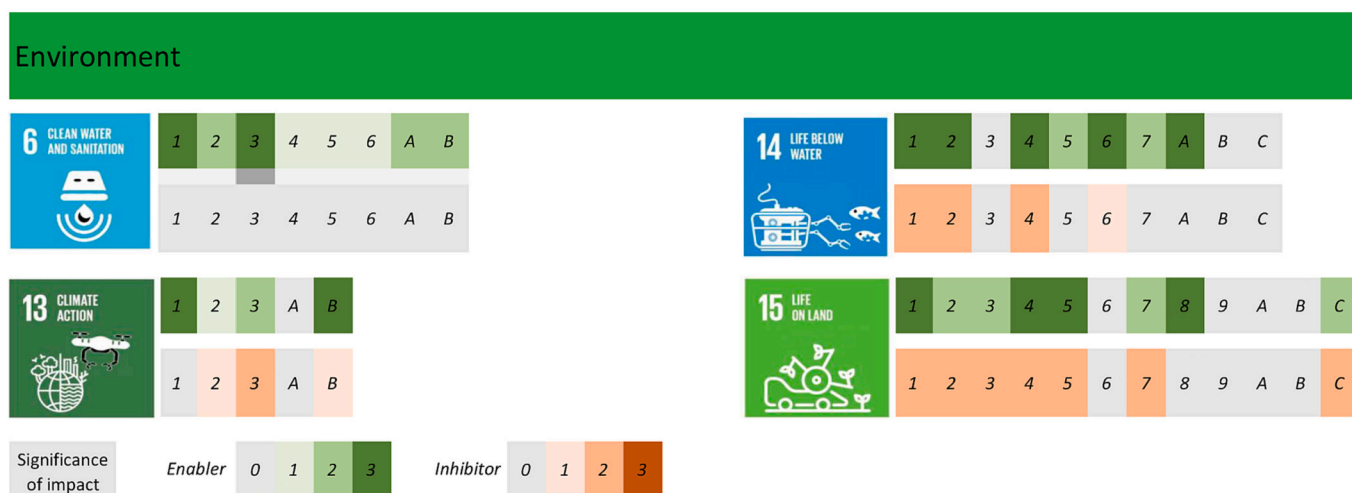 Environment
6 CLEAN WATER
AND SANITATION
1 2 3 4 5 6 A B
1 2 3 4 5 6 A B
14 LIFE BELOW
WATER
1 2 3 4 5 6 7 A B C
1 2 3 4 5 6 7 A B C
13 CLIMATE
ACTION
1 2 3 A B
1 2 3 A B
15 LIFE
ON LAND
1 2 3 4 5 6 7 8 9 A B C
1 2 3 4 5 6 7 8 9 A B C
Significance
of impact
Enabler 0 1 2 3
Inhibitor 0 1 2 3